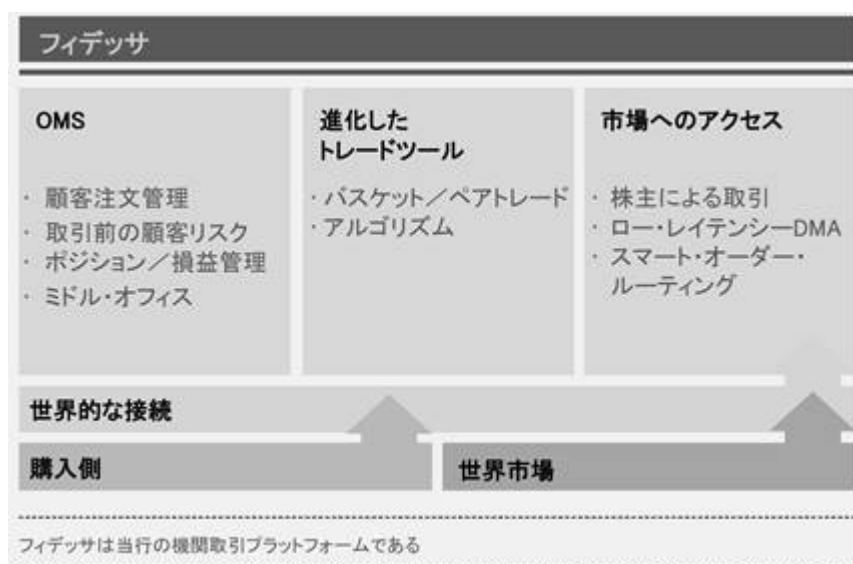 フィデッサ
OMS
・ 顧客注文管理
・ 取引前の顧客リスク
・ ポジション／損益管理
・ ミドル・オフィス
進化した
トレードツール
・バスケット／ペアトレード
・アルゴリズム
市場へのアクセス
・ 株主による取引
・ ロー・レイテンシーDMA
・ スマート・オーダー・
ルーティング
世界的な接続
購入側
世界市場
フィデッサは当行の機関取引プラットフォームである